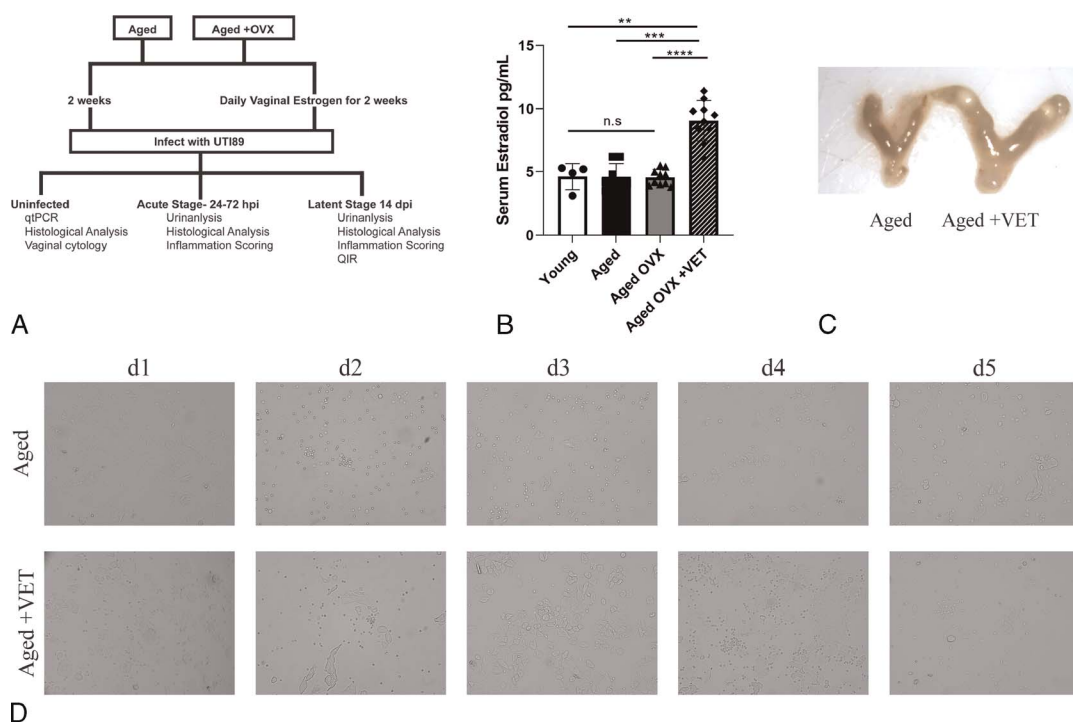 Aged
Aged +OVX
2 weeks
Daily Vaginal Estrogen for 2 weeks
Infect with UTI89
Uninfected
qtPCR
Histological Analysis
Vaginal cytology
Acute Stage- 24-72 hpi
Urinanlysis
Histological Analysis
Inflammation Scoring
Latent Stage 14 dpi
Urinanlysis
Histological Analysis
Inflammation Scoring
QIR
A
Serum Estradiol pg/mL
15
10
5
0
**
***
****
n.s
Young
Aged
Aged OVX
Aged OVX +VET
B
Aged
Aged +VET
C
d1
d2
d3
d4
d5
Aged
Aged +VET
D